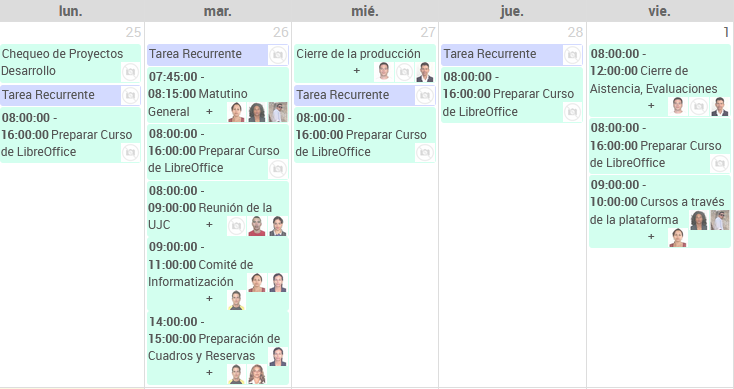 lun.
mar.
mié.
jue.
vie.
25
Chequeo de Proyectos
Desarrollo
Tarea Recurrente
08:00:00 -
16:00:00 Preparar Curso
de LibreOffice
26
Tarea Recurrente
07:45:00 -
08:15:00 Matutino
General +
08:00:00 -
16:00:00 Preparar Curso
de LibreOffice
08:00:00 -
09:00:00 Reunión de la
UJC +
09:00:00 -
11:00:00 Comité de
Informatización
+
14:00:00 -
15:00:00 Preparación de
Cuadros y Reservas
+
27
Cierre de la producción
+
Tarea Recurrente
08:00:00 -
16:00:00 Preparar Curso
de LibreOffice
28
Tarea Recurrente
08:00:00 -
16:00:00 Preparar Curso
de LibreOffice
1
08:00:00 -
12:00:00 Cierre de
Aistencia, Evaluaciones
+
08:00:00 -
16:00:00 Preparar Curso
de LibreOffice
09:00:00 -
10:00:00 Cursos a través
de la plataforma
+